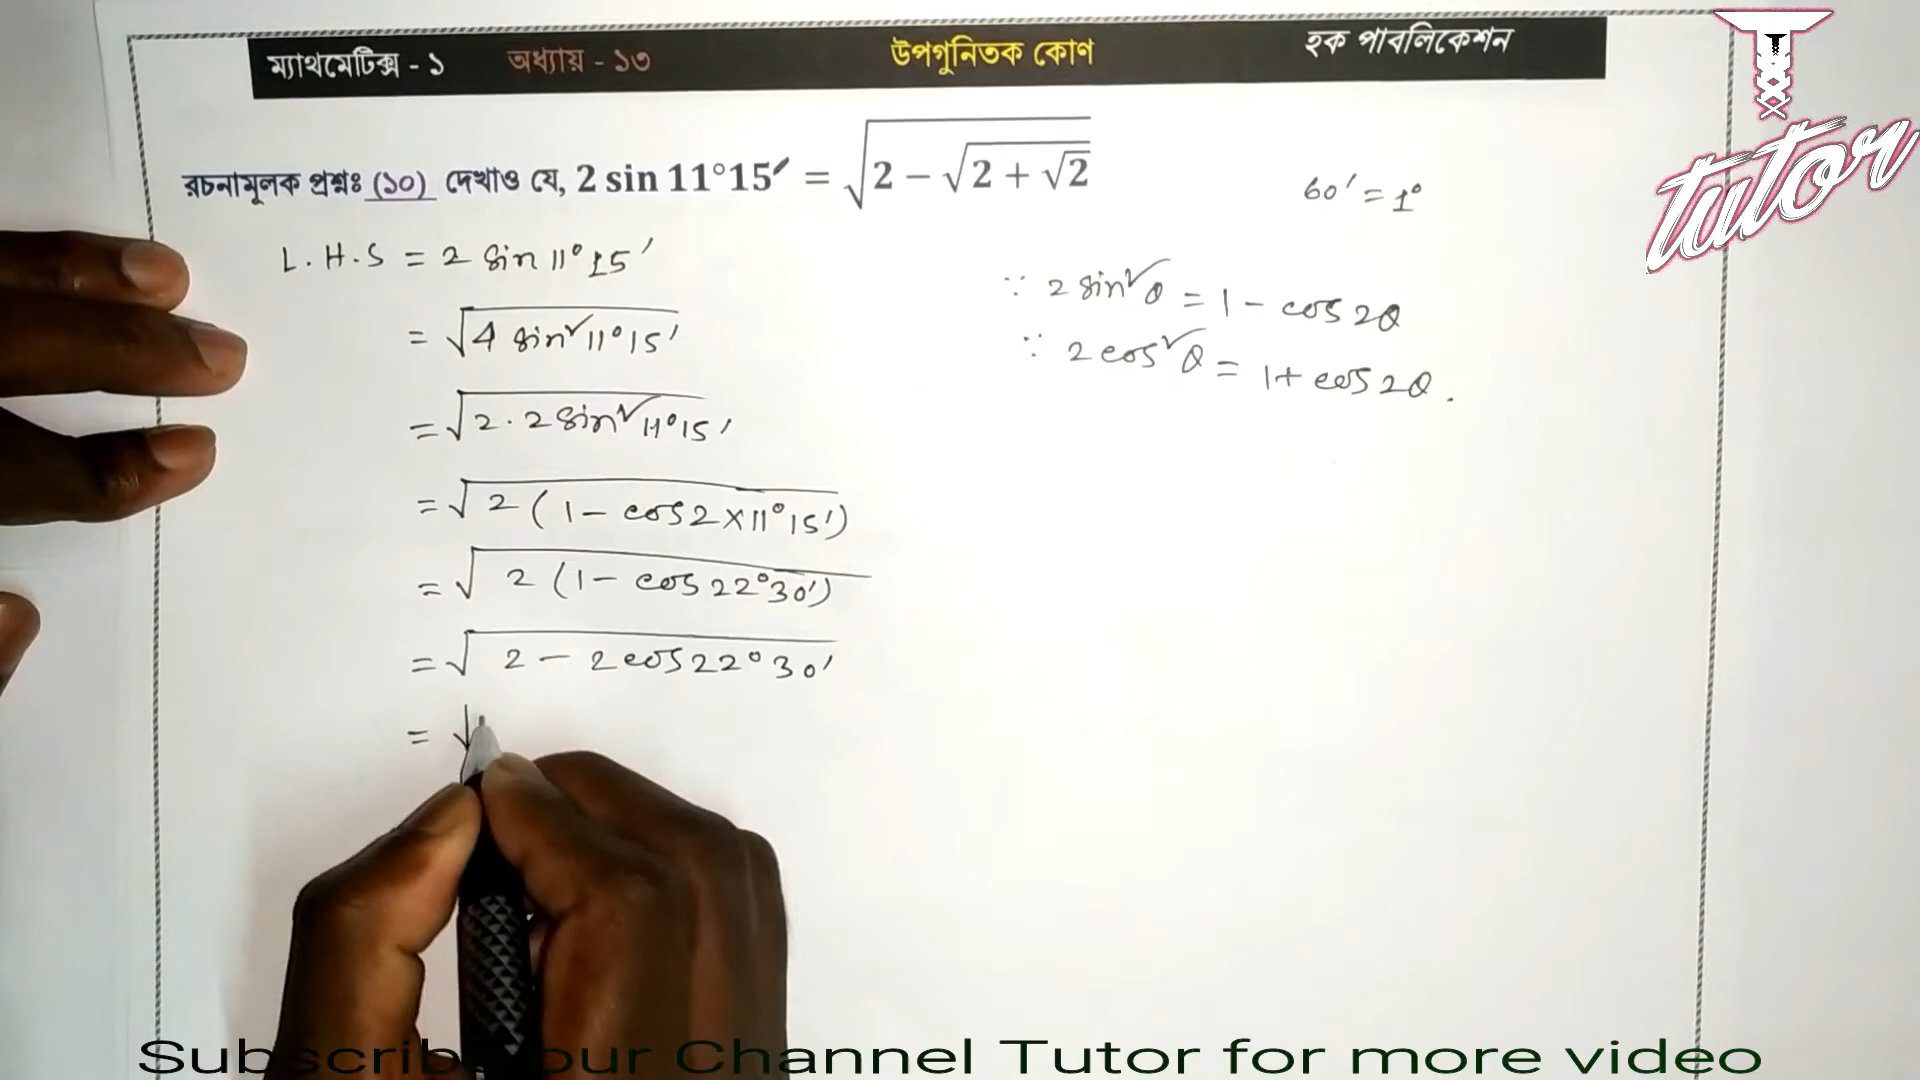 ম্যাথমেটিক্স - ১ অধ্যায় - ১৩ উপগুনিতক কোণ হক পাবলিকেশন
T
tutor
রচনামূলক প্রশ্নঃ (১০) দেখাও যে, 2 sin 11°15′ = √(2 − √(2 + √2))
60′ = 1°
L.H.S = 2 sin 11°15′
= √(4 sin² 11°15′)
= √(2 · 2 sin² 11°15′)
= √(2 (1 − cos 2×11°15′))
= √(2 (1 − cos 22°30′))
= √(2 − 2 cos 22°30′)
= √
∵ 2 sin² θ = 1 − cos 2θ
∵ 2 cos² θ = 1 + cos 2θ.
Channel Tutor for more video